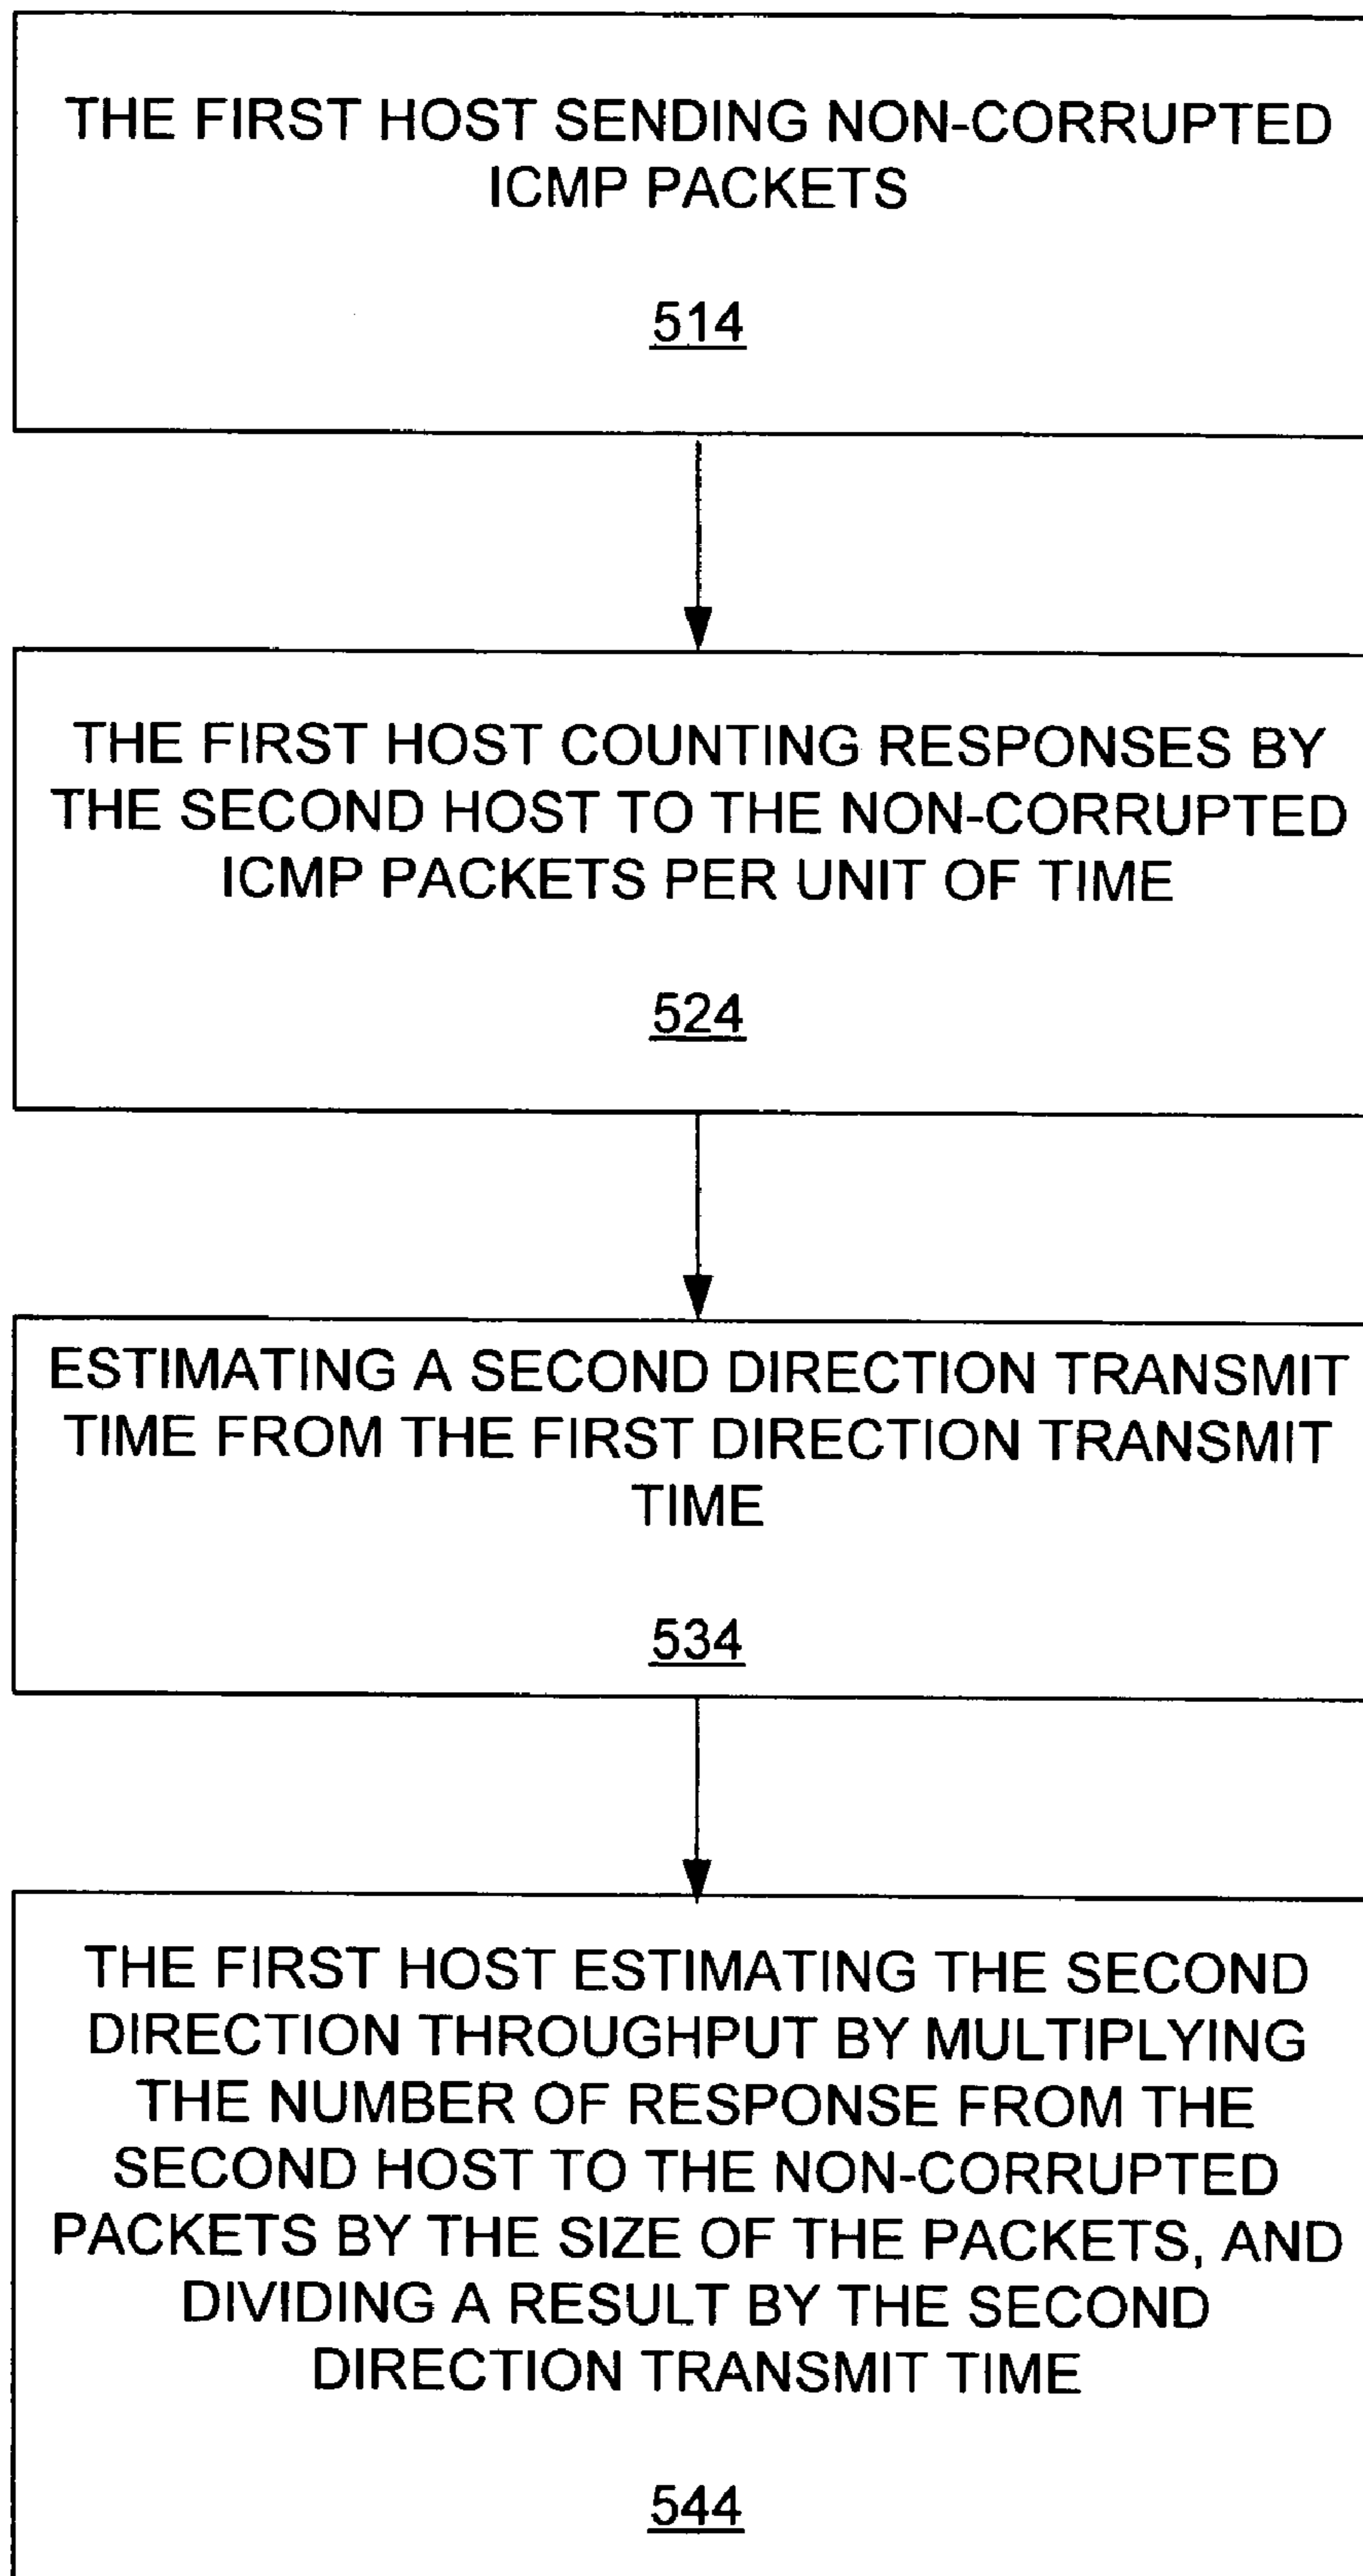 THE FIRST HOST SENDING NON-CORRUPTED
ICMP PACKETS
514
THE FIRST HOST COUNTING RESPONSES BY
THE SECOND HOST TO THE NON-CORRUPTED
ICMP PACKETS PER UNIT OF TIME
524
ESTIMATING A SECOND DIRECTION TRANSMIT
TIME FROM THE FIRST DIRECTION TRANSMIT
TIME
534
THE FIRST HOST ESTIMATING THE SECOND
DIRECTION THROUGHPUT BY MULTIPLYING
THE NUMBER OF RESPONSE FROM THE
SECOND HOST TO THE NON-CORRUPTED
PACKETS BY THE SIZE OF THE PACKETS, AND
DIVIDING A RESULT BY THE SECOND
DIRECTION TRANSMIT TIME
544